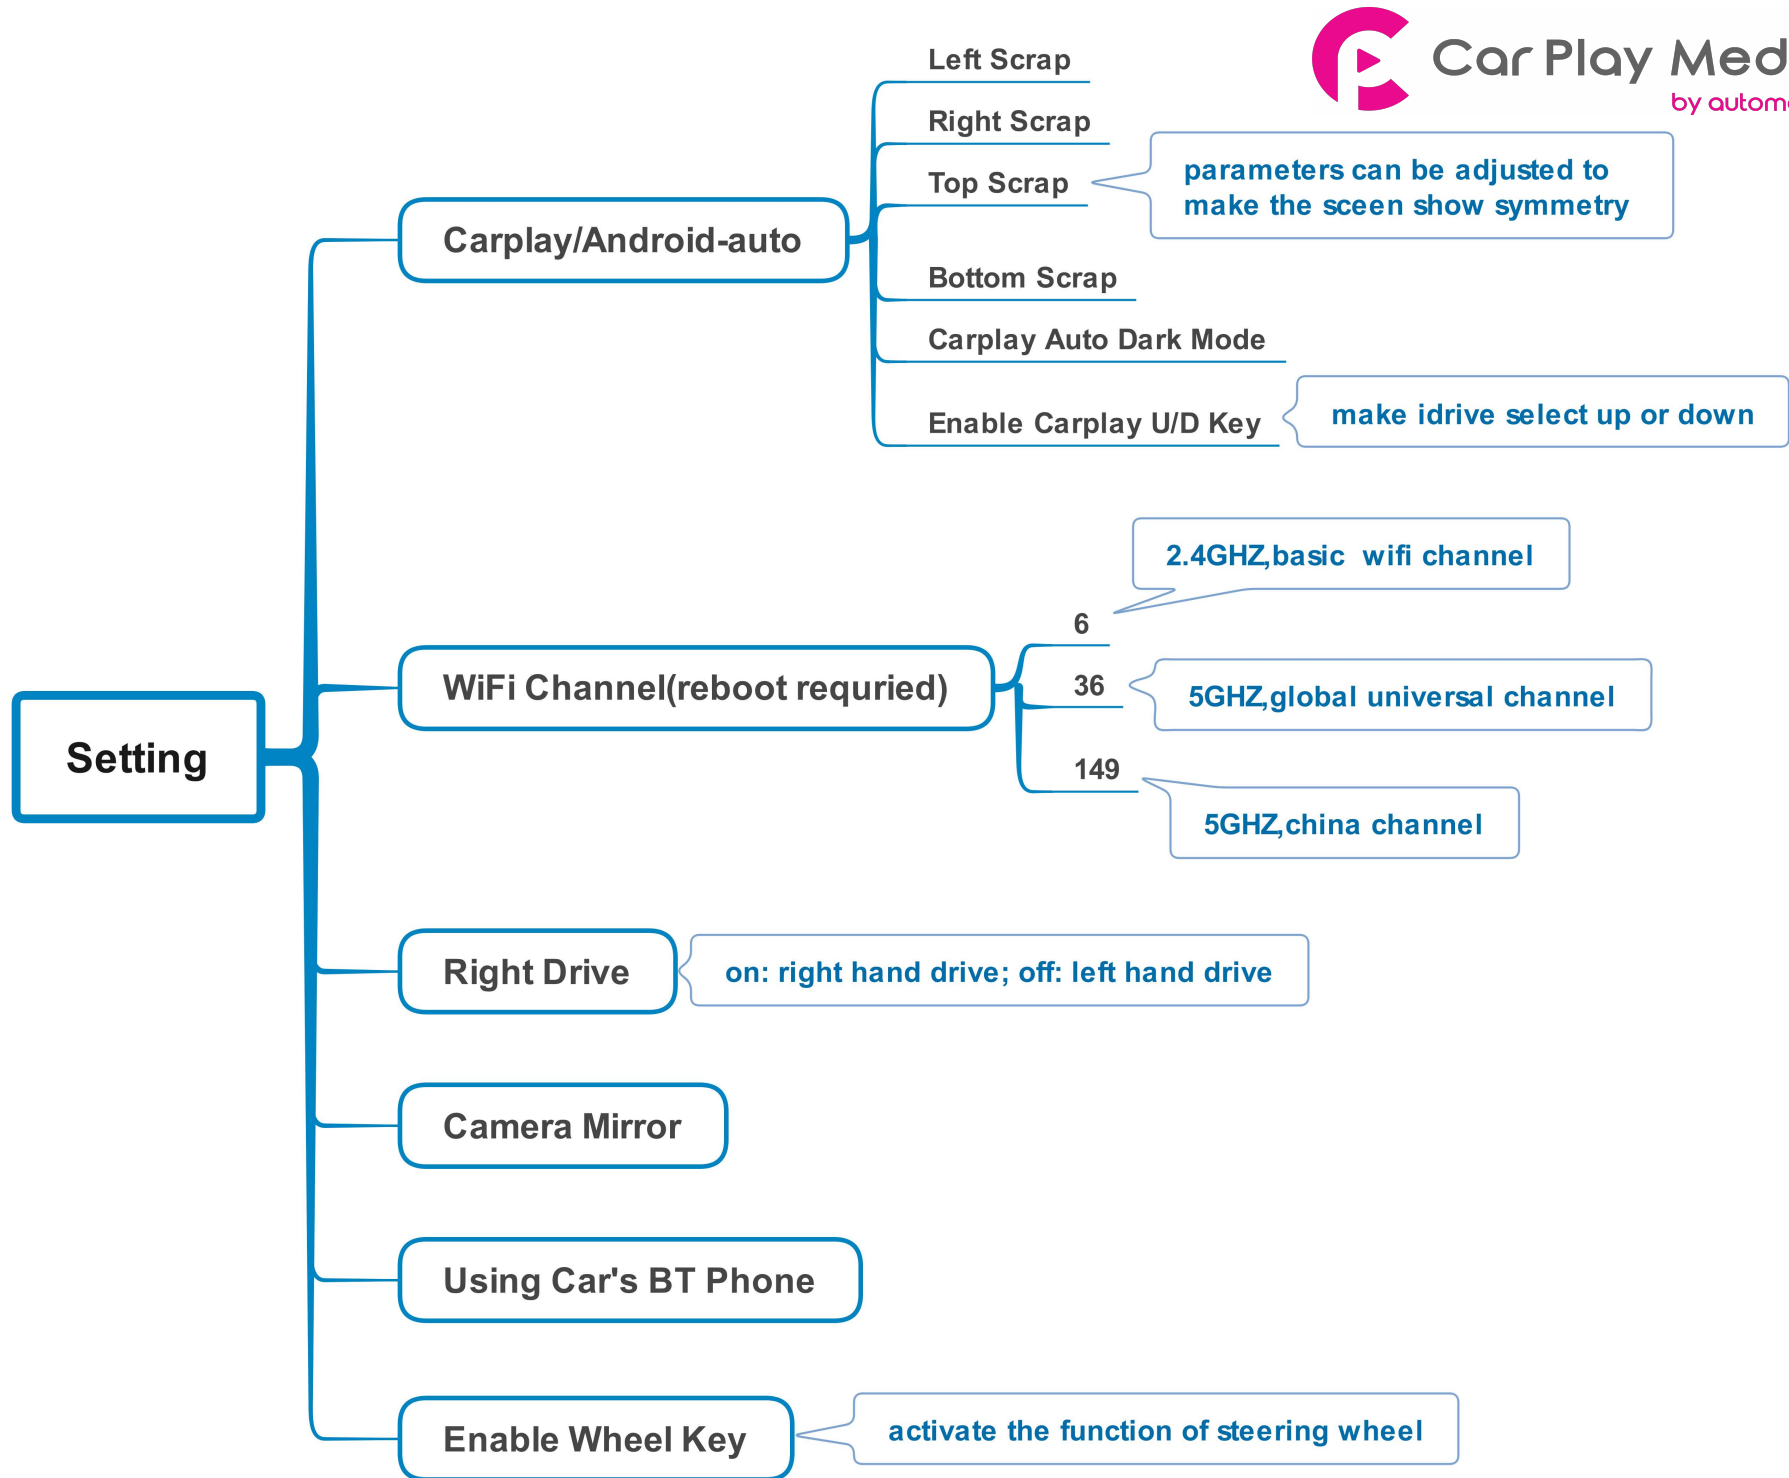 Car Play Med
by autom
Left Scrap
Right Scrap
Top Scrap
parameters can be adjusted to
make the sceen show symmetry
Carplay/Android-auto
Bottom Scrap
Carplay Auto Dark Mode
Enable Carplay U/D Key
make idrive select up or down
2.4GHZ,basic  wifi channel
6
WiFi Channel(reboot requried)
36
5GHZ,global universal channel
149
5GHZ,china channel
Setting
Right Drive
on: right hand drive; off: left hand drive
Camera Mirror
Using Car's BT Phone
Enable Wheel Key
activate the function of steering wheel